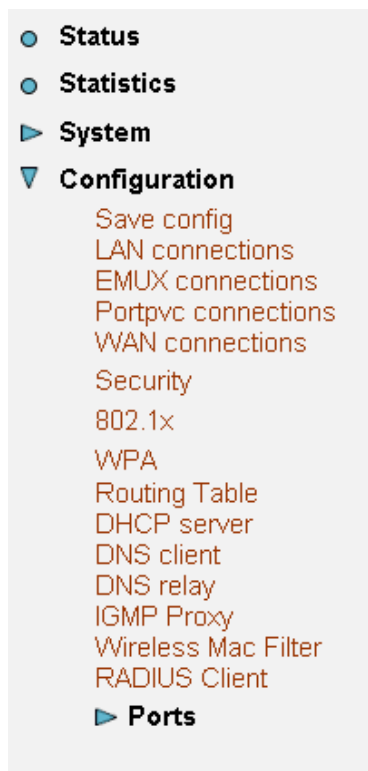 Status
Statistics
System
Configuration
Save config
LAN connections
EMUX connections
Portpvc connections
WAN connections
Security
802.1x
WPA
Routing Table
DHCP server
DNS client
DNS relay
IGMP Proxy
Wireless Mac Filter
RADIUS Client
Ports